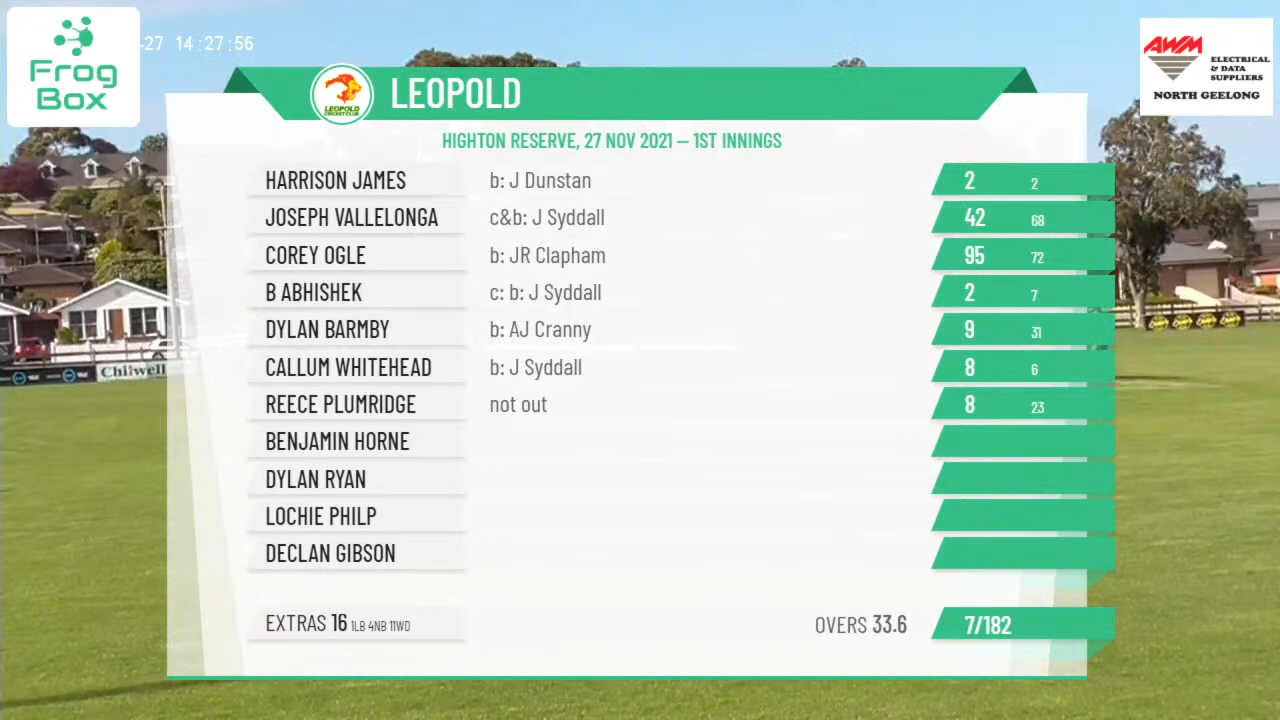 Frog
Box
-27 14:27:56
LEOPOLD
CRICKET CLUB
LEOPOLD
AWM
ELECTRICAL
& DATA
SUPPLIERS
NORTH GEELONG
HIGHTON RESERVE, 27 NOV 2021 – 1ST INNINGS
HARRISON JAMES b: J Dunstan 2 2
JOSEPH VALLELONGA c&b: J Syddall 42 68
COREY OGLE b: JR Clapham 95 72
B ABHISHEK c: b: J Syddall 2 7
DYLAN BARMBY b: AJ Cranny 9 31
CALLUM WHITEHEAD b: J Syddall 8 6
REECE PLUMRIDGE not out 8 23
BENJAMIN HORNE
DYLAN RYAN
LOCHIE PHILP
DECLAN GIBSON
EXTRAS 16 1LB 4NB 11WD OVERS 33.6 7/182
Chilwell